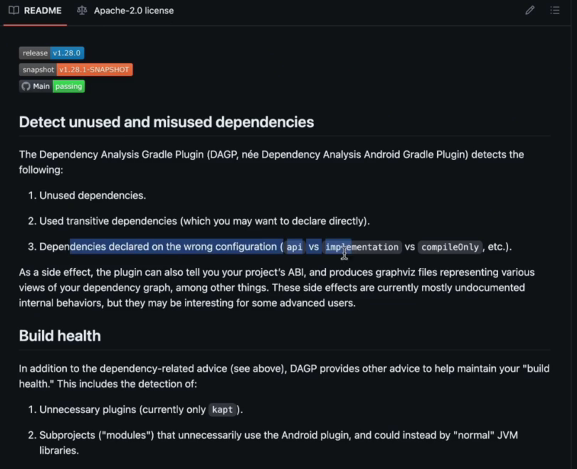 README
Apache-2.0 license
release v1.28.0
snapshot v1.28.1-SNAPSHOT
Main passing
Detect unused and misused dependencies
The Dependency Analysis Gradle Plugin (DAGP, née Dependency Analysis Android Gradle Plugin) detects the
following:
1. Unused dependencies.
2. Used transitive dependencies (which you may want to declare directly).
3. Dependencies declared on the wrong configuration ( api vs implementation vs compileOnly , etc.).
As a side effect, the plugin can also tell you your project's ABI, and produces graphviz files representing various
views of your dependency graph, among other things. These side effects are currently mostly undocumented
internal behaviors, but they may be interesting for some advanced users.
Build health
In addition to the dependency-related advice (see above), DAGP provides other advice to help maintain your "build
health." This includes the detection of:
1. Unnecessary plugins (currently only kapt ).
2. Subprojects ("modules") that unnecessarily use the Android plugin, and could instead by "normal" JVM
libraries.